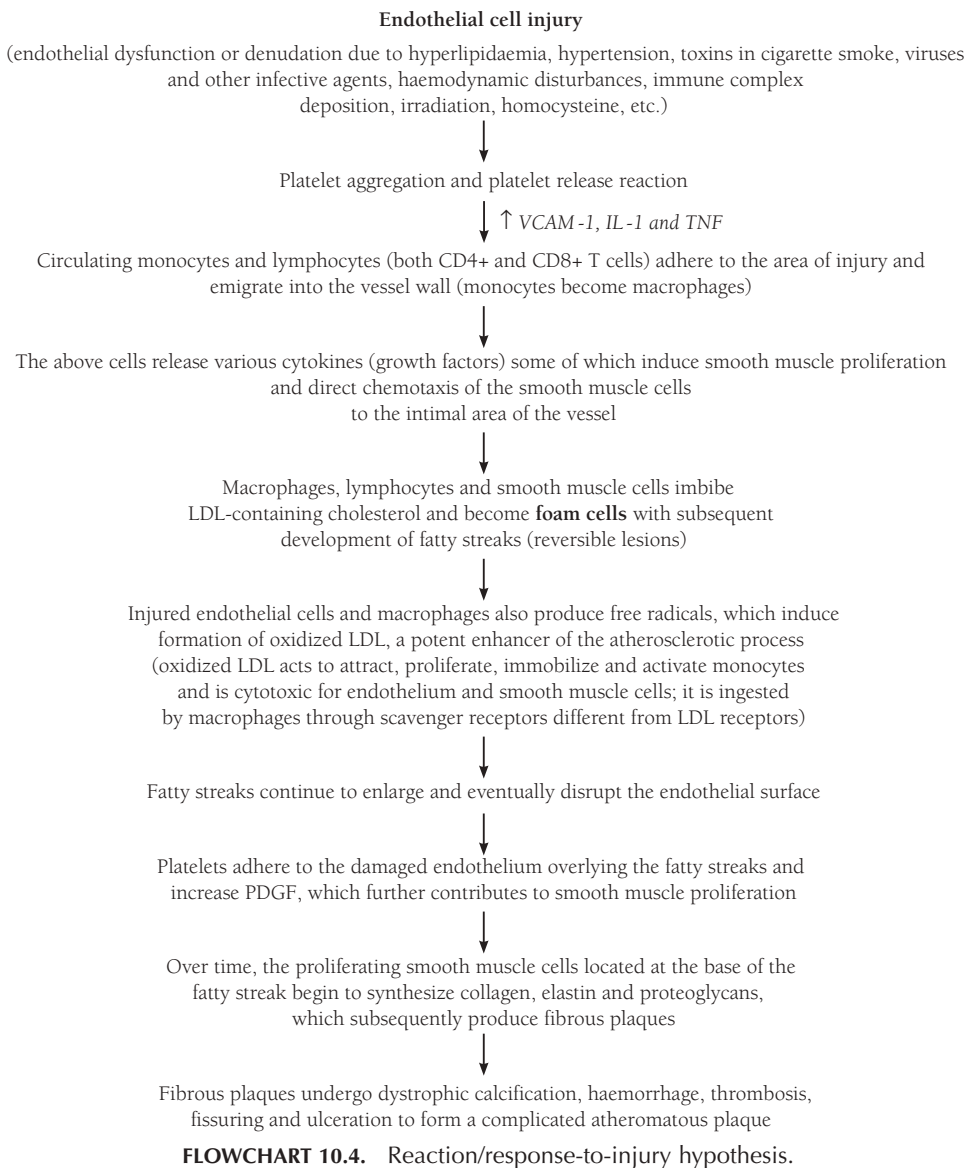 Endothelial cell injury
(endothelial dysfunction or denudation due to hyperlipidaemia, hypertension, toxins in cigarette smoke, viruses
and other infective agents, haemodynamic disturbances, immune complex
deposition, irradiation, homocysteine, etc.)
Platelet aggregation and platelet release reaction
↑ VCAM-1, IL-1 and TNF
Circulating monocytes and lymphocytes (both CD4+ and CD8+ T cells) adhere to the area of injury and
emigrate into the vessel wall (monocytes become macrophages)
The above cells release various cytokines (growth factors) some of which induce smooth muscle proliferation
and direct chemotaxis of the smooth muscle cells
to the intimal area of the vessel
Macrophages, lymphocytes and smooth muscle cells imbibe
LDL-containing cholesterol and become foam cells with subsequent
development of fatty streaks (reversible lesions)
Injured endothelial cells and macrophages also produce free radicals, which induce
formation of oxidized LDL, a potent enhancer of the atherosclerotic process
(oxidized LDL acts to attract, proliferate, immobilize and activate monocytes
and is cytotoxic for endothelium and smooth muscle cells; it is ingested
by macrophages through scavenger receptors different from LDL receptors)
Fatty streaks continue to enlarge and eventually disrupt the endothelial surface
Platelets adhere to the damaged endothelium overlying the fatty streaks and
increase PDGF, which further contributes to smooth muscle proliferation
Over time, the proliferating smooth muscle cells located at the base of the
fatty streak begin to synthesize collagen, elastin and proteoglycans,
which subsequently produce fibrous plaques
Fibrous plaques undergo dystrophic calcification, haemorrhage, thrombosis,
fissuring and ulceration to form a complicated atheromatous plaque
FLOWCHART 10.4. Reaction/response-to-injury hypothesis.